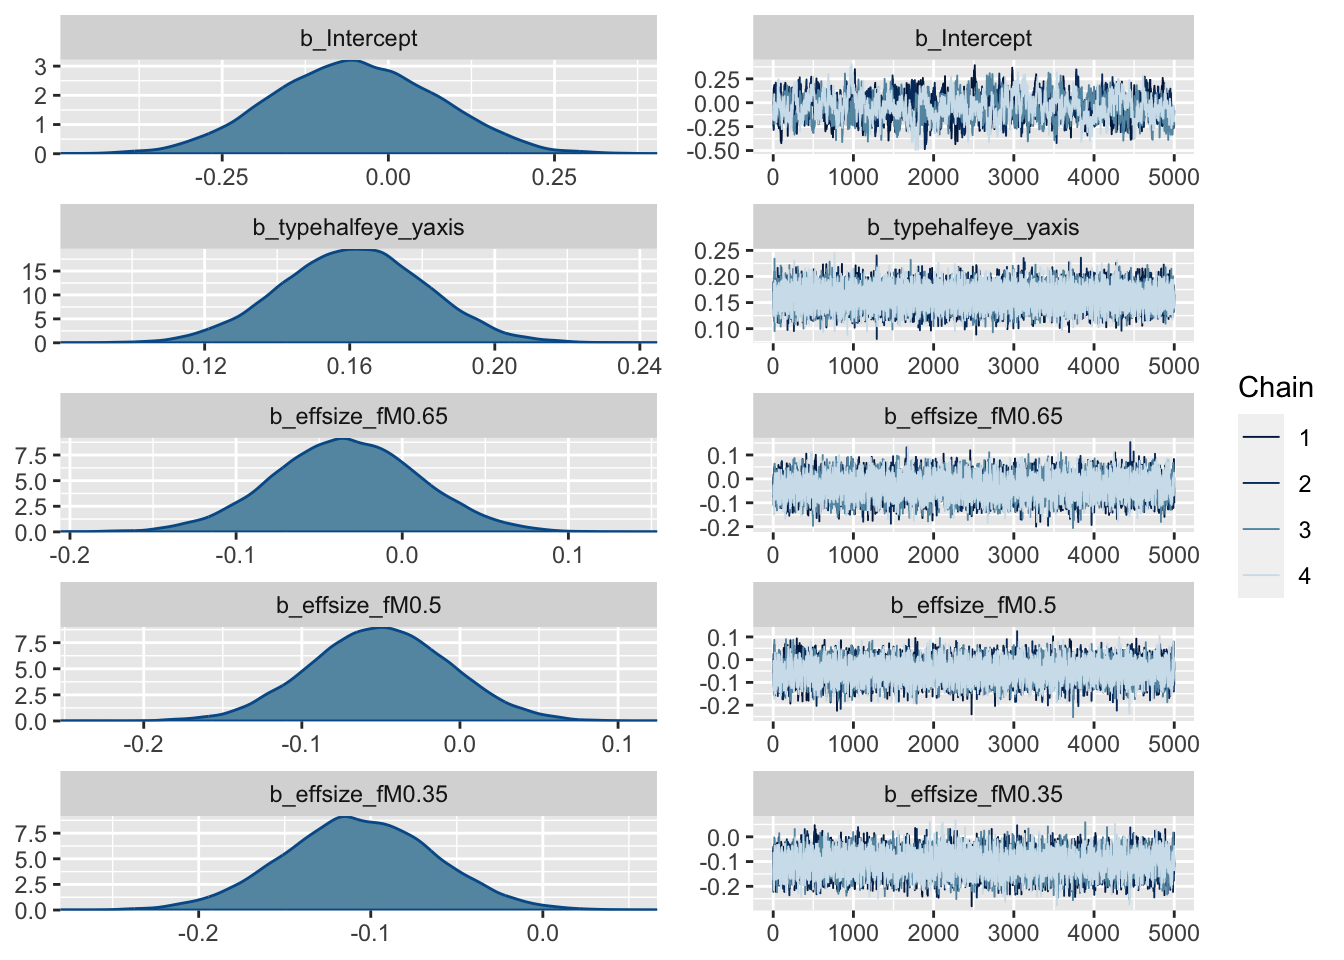 b_Intercept
3
2
1
0
-0.25 0.00 0.25
b_Intercept
0.25
0.00
-0.25
-0.50
0 1000 2000 3000 4000 5000
b_typehalfeye_yaxis
15
10
5
0
0.12 0.16 0.20 0.24
b_typehalfeye_yaxis
0.25
0.20
0.15
0.10
0 1000 2000 3000 4000 5000
b_effsize_fM0.65
7.5
5.0
2.5
0.0
-0.2 -0.1 0.0 0.1
b_effsize_fM0.65
0.1
0.0
-0.1
-0.2
0 1000 2000 3000 4000 5000
b_effsize_fM0.5
7.5
5.0
2.5
0.0
-0.2 -0.1 0.0 0.1
b_effsize_fM0.5
0.1
0.0
-0.1
-0.2
0 1000 2000 3000 4000 5000
b_effsize_fM0.35
7.5
5.0
2.5
0.0
-0.2 -0.1 0.0
b_effsize_fM0.35
0.0
-0.1
-0.2
0 1000 2000 3000 4000 5000
Chain
1
2
3
4